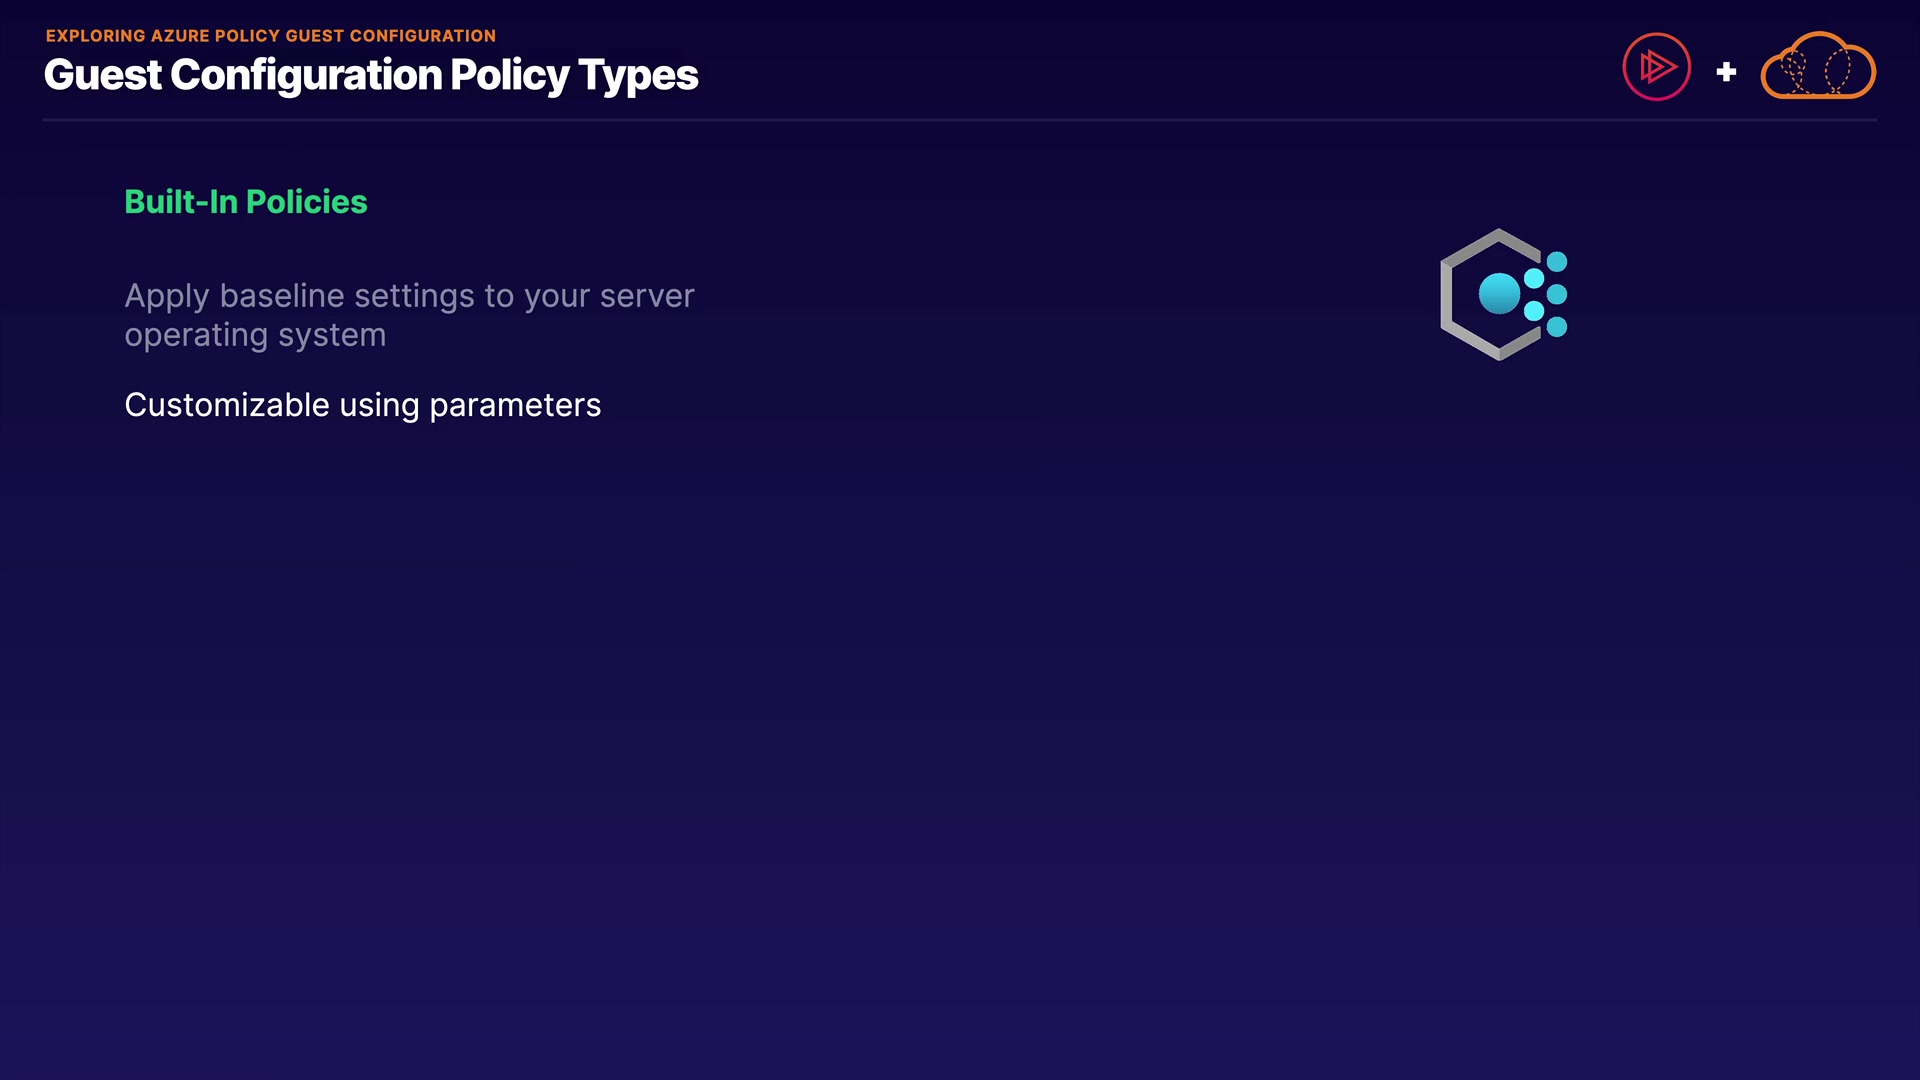 EXPLORING AZURE POLICY GUEST CONFIGURATION
Guest Configuration Policy Types
+
Built-In Policies
Apply baseline settings to your server
operating system
Customizable using parameters